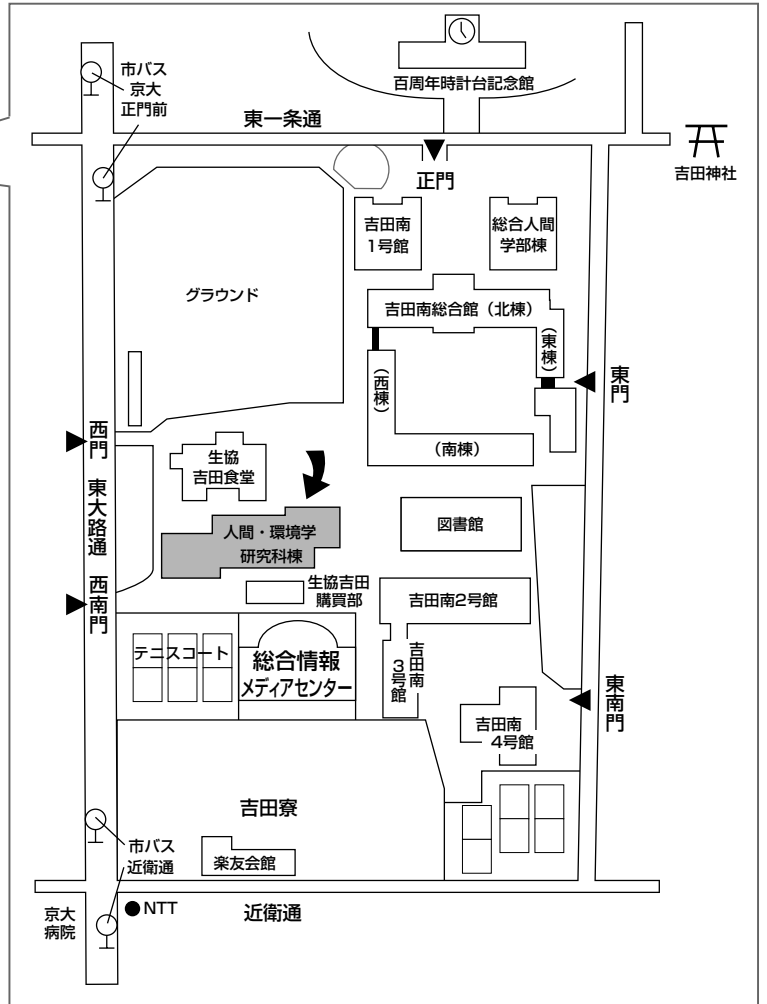 市バス
京大
正門前
百周年時計台記念館
東一条通
正門
吉田神社
吉田南
1号館
総合人間
学部棟
グラウンド
吉田南総合館（北棟）
（東棟）
（西棟）
（南棟）
東門
西門
東大路通
西南門
生協
吉田食堂
図書館
人間・環境学
研究科棟
生協吉田
購買部
吉田南2号館
テニスコート
総合情報
メディアセンター
吉田南
3号館
東南門
吉田南
4号館
吉田寮
市バス
近衛通
楽友会館
京大
病院
●NTT
近衛通